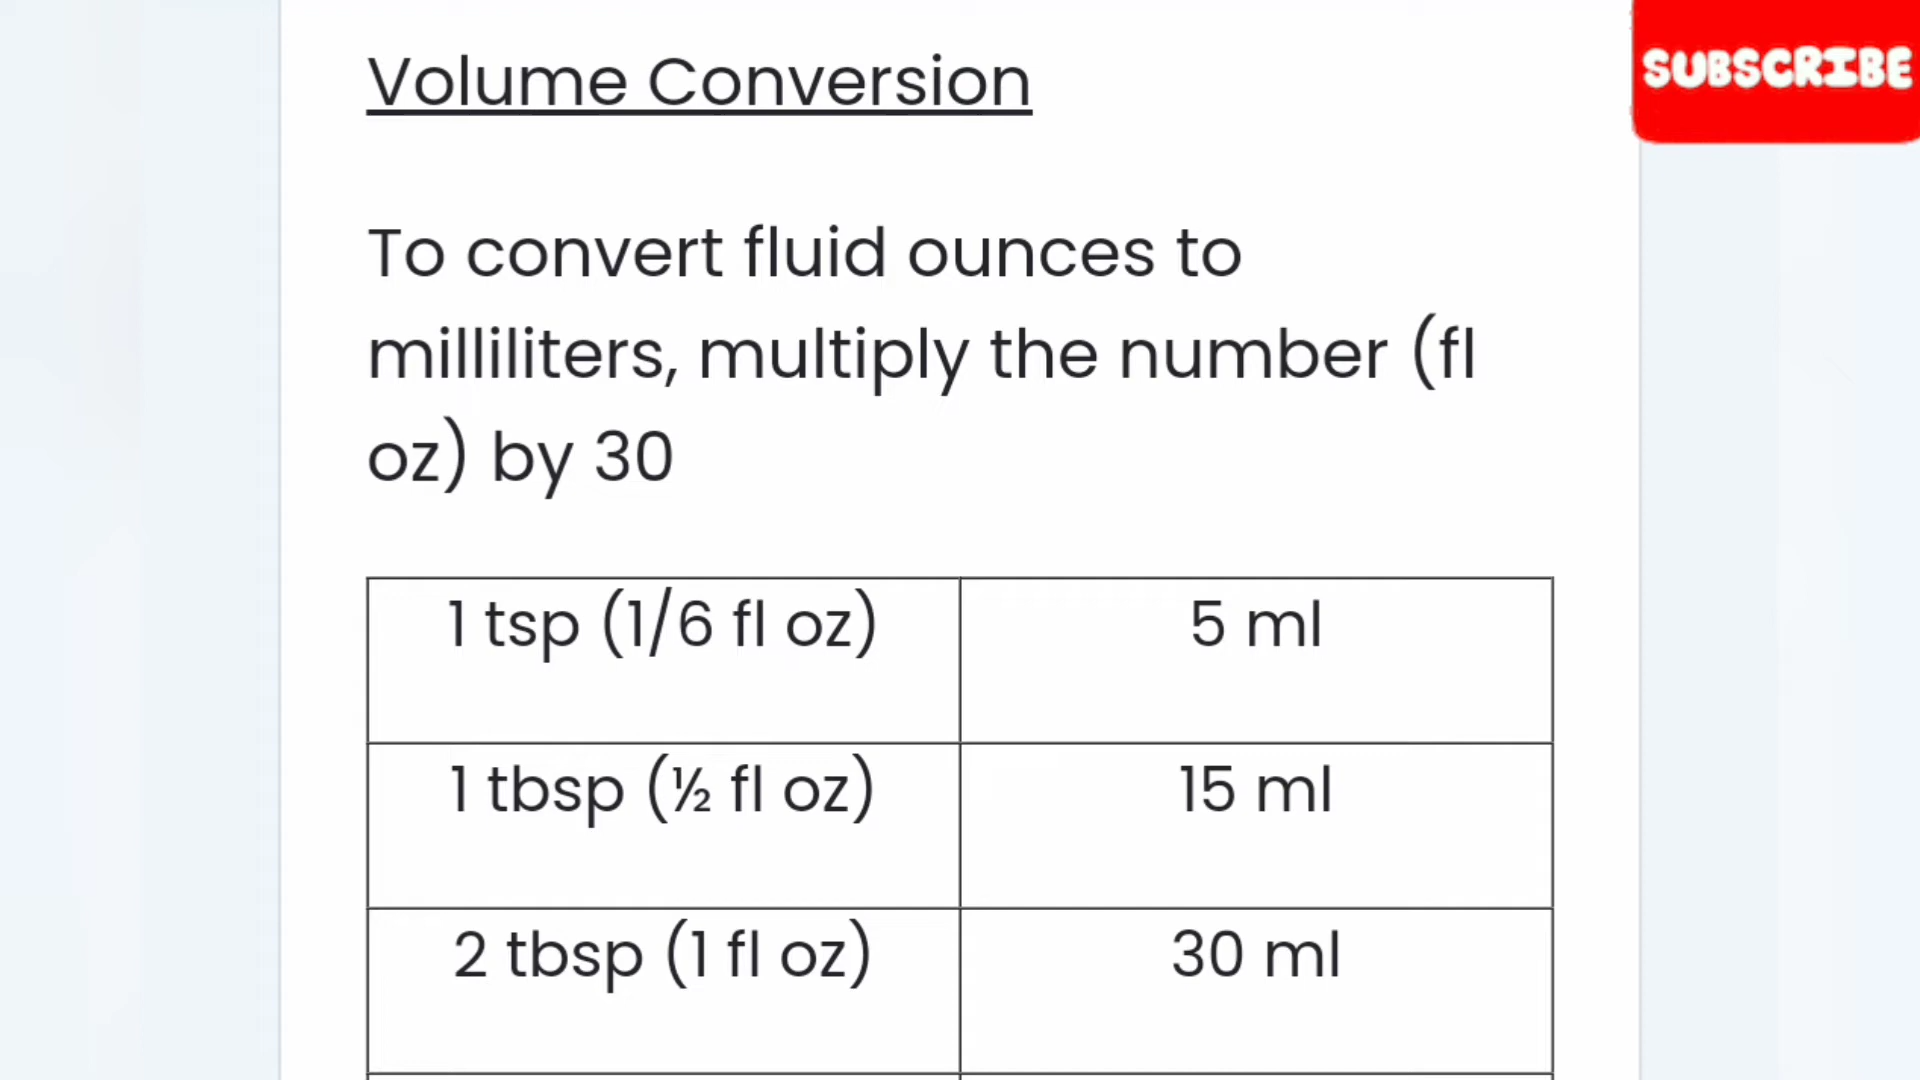 SUBSCRIBE
Volume Conversion
To convert fluid ounces to
milliliters, multiply the number (fl
oz) by 30
1 tsp (1/6 fl oz) 5 ml
1 tbsp (½ fl oz) 15 ml
2 tbsp (1 fl oz) 30 ml